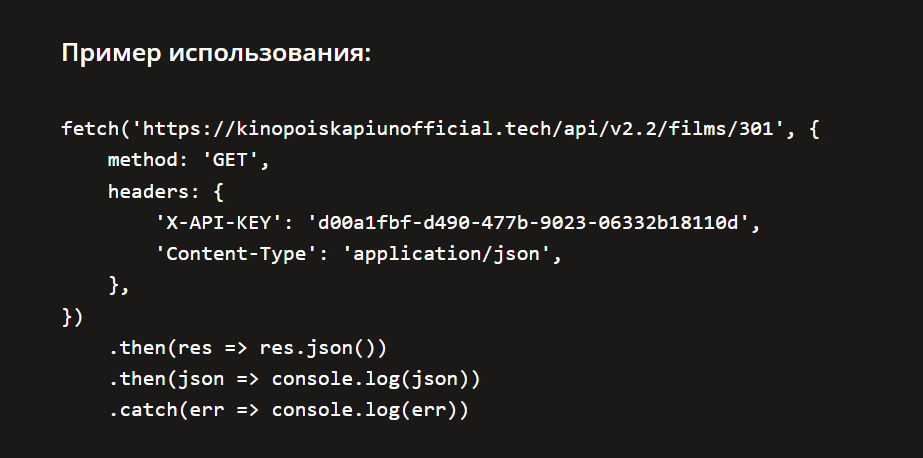 Пример использования:
fetch('https://kinopoiskapiunofficial.tech/api/v2.2/films/301', {
    method: 'GET',
    headers: {
        'X-API-KEY': 'd00a1fbf-d490-477b-9023-06332b18110d',
        'Content-Type': 'application/json',
    },
})
    .then(res => res.json())
    .then(json => console.log(json))
    .catch(err => console.log(err))